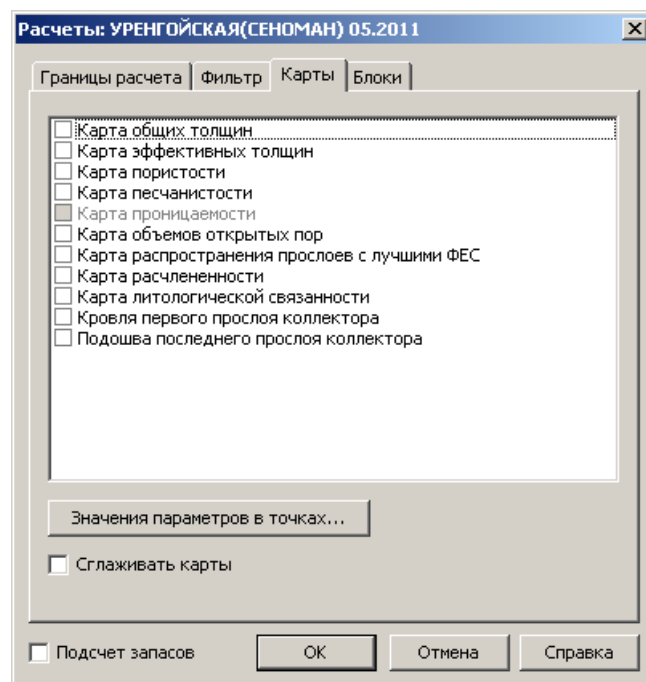 Расчеты: УРЕНГОЙСКАЯ(СЕНОМАН) 05.2011
Границы расчета Фильтр Карты Блоки
Карта общих толщин
Карта эффективных толщин
Карта пористости
Карта песчанистости
Карта проницаемости
Карта объемов открытых пор
Карта распространения прослоев с лучшими ФЕС
Карта расчлененности
Карта литологической связанности
Кровля первого прослоя коллектора
Подошва последнего прослоя коллектора
Значения параметров в точках...
Сглаживать карты
Подсчет запасов ОК Отмена Справка